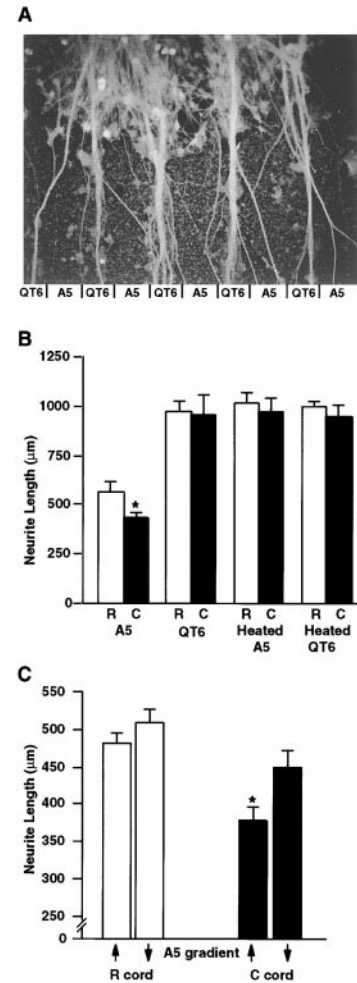 A
QT6 A5 QT6 A5 QT6 A5 QT6 A5 QT6 A5
B
Neurite Length (μm)
1250
1000
750
500
250
0
*
R C R C R C R C
A5 QT6 Heated A5 Heated QT6
C
Neurite Length (μm)
550
500
450
400
350
300
250
0
*
A5 gradient
R cord C cord